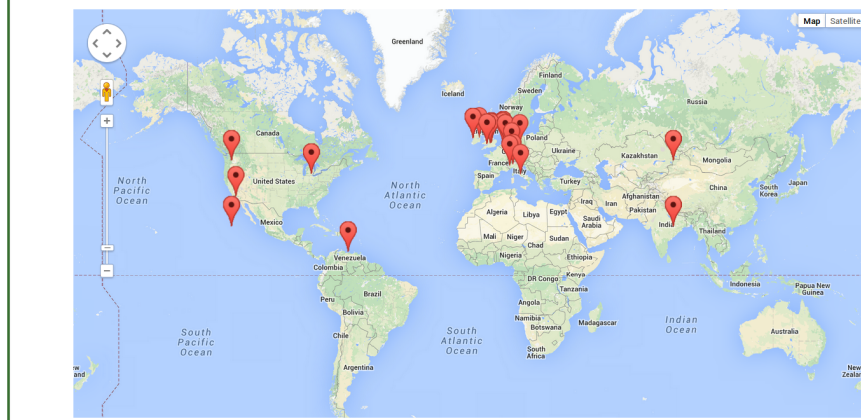 Map Satellite
Greenland
Iceland
Finland
Sweden
Norway
Russia
Canada
Poland
Ukraine
Kazakhstan
Mongolia
France
Italy
Spain
Turkey
North
Pacific
Ocean
United States
North
Atlantic
Ocean
China
South
Korea
Japan
Afghanistan
Iraq
Iran
Pakistan
Algeria
Libya
Egypt
Saudi
Arabia
India
Mexico
Mali
Niger
Chad
Sudan
Thailand
Venezuela
Nigeria
Ethiopia
Colombia
DR Congo
Kenya
Indonesia
Papua New
Guinea
Tanzania
Peru
Brazil
Angola
Bolivia
Namibia
Botswana
Madagascar
South
Pacific
Ocean
Chile
South
Atlantic
Ocean
Indian
Ocean
Australia
South
Africa
Argentina
New
Zealan